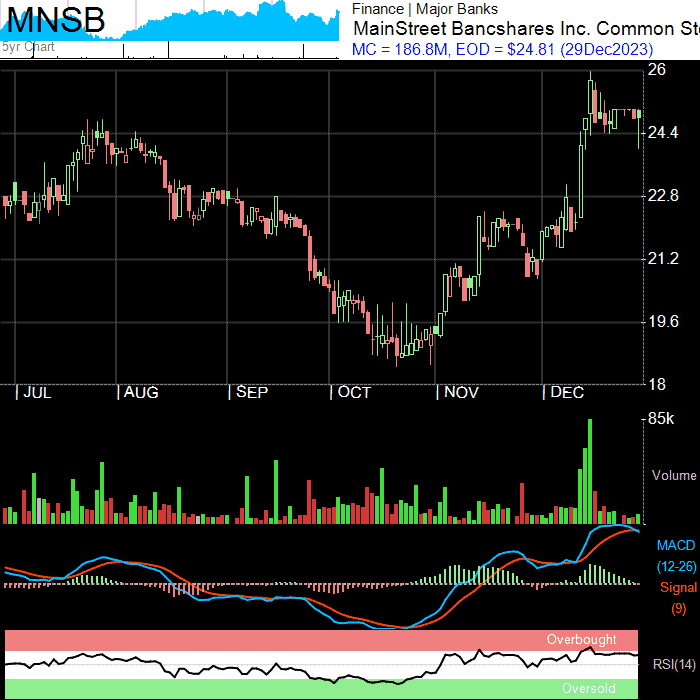 MNSB
5yr Chart
Finance | Major Banks
MainStreet Bancshares Inc. Common Sto
MC = 186.8M, EOD = $24.81 (29Dec2023)
26
24.4
22.8
21.2
19.6
18
JUL AUG SEP OCT NOV DEC
85k
Volume
MACD
(12-26)
Signal
(9)
Overbought
RSI(14)
Oversold